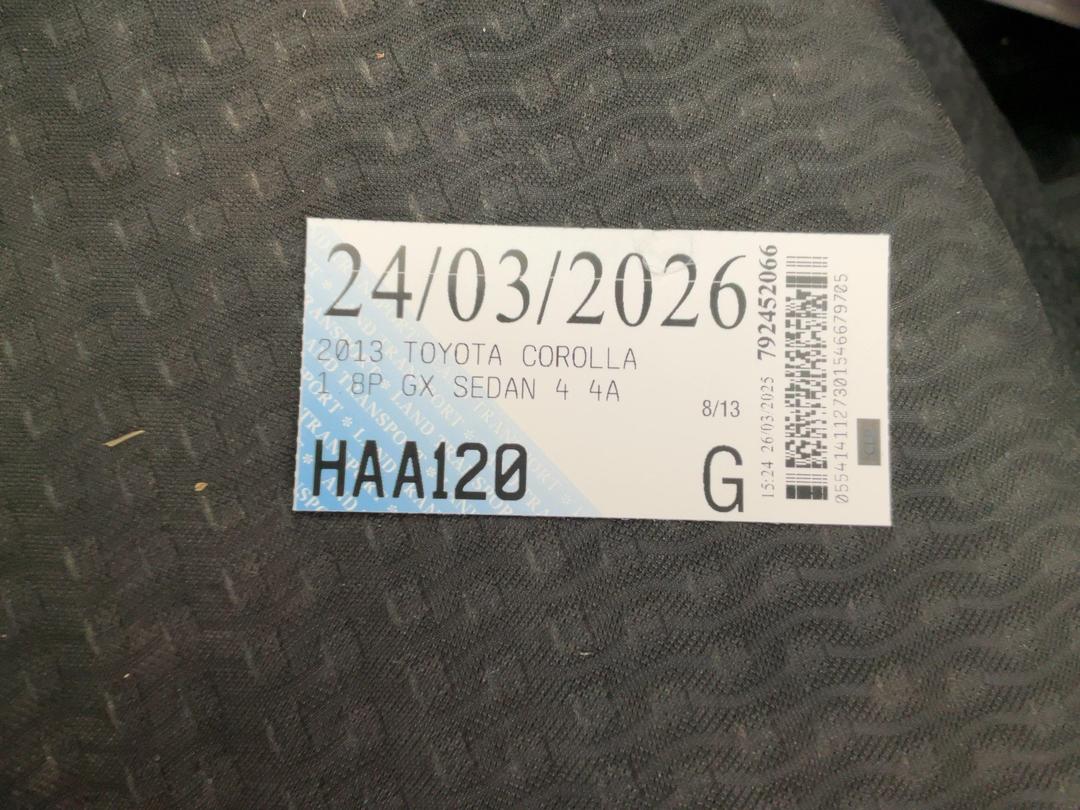 24/03/2026
2013 TOYOTA COROLLA
1 8P GX SEDAN 4 4A
8/13
HAA120
G
15:24 26/03/2025 792452066
0554141127301546679705